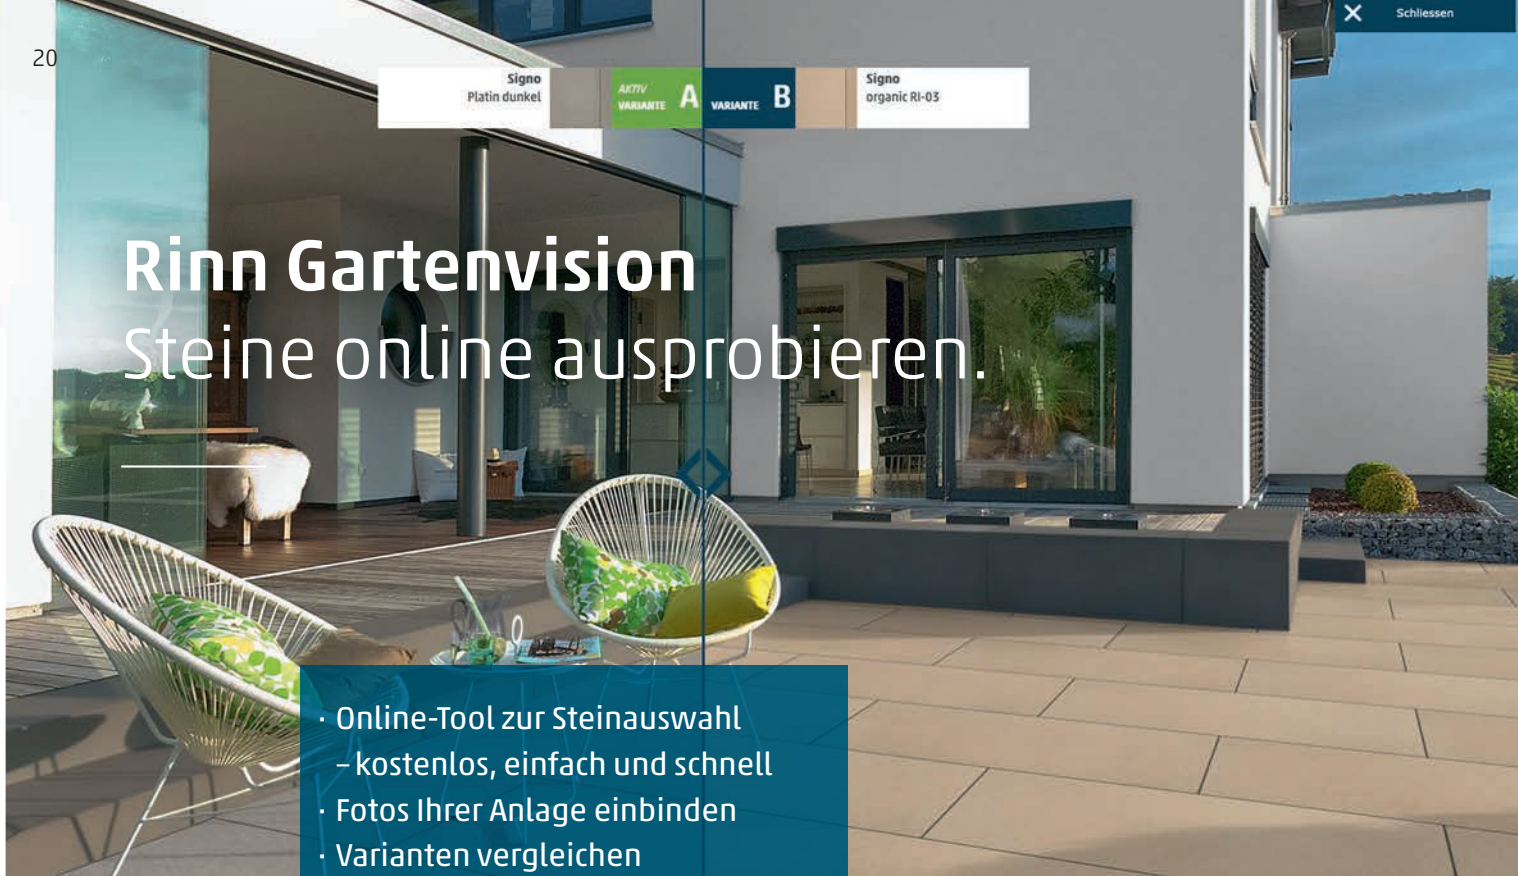 20
Schliessen
Signo
Platin dunkel
AKTIV
VARIANTE A
VARIANTE B
Signo
organic RI-03
Rinn Gartenvision
Steine online ausprobieren.
· Online-Tool zur Steinauswahl
– kostenlos, einfach und schnell
· Fotos Ihrer Anlage einbinden
· Varianten vergleichen